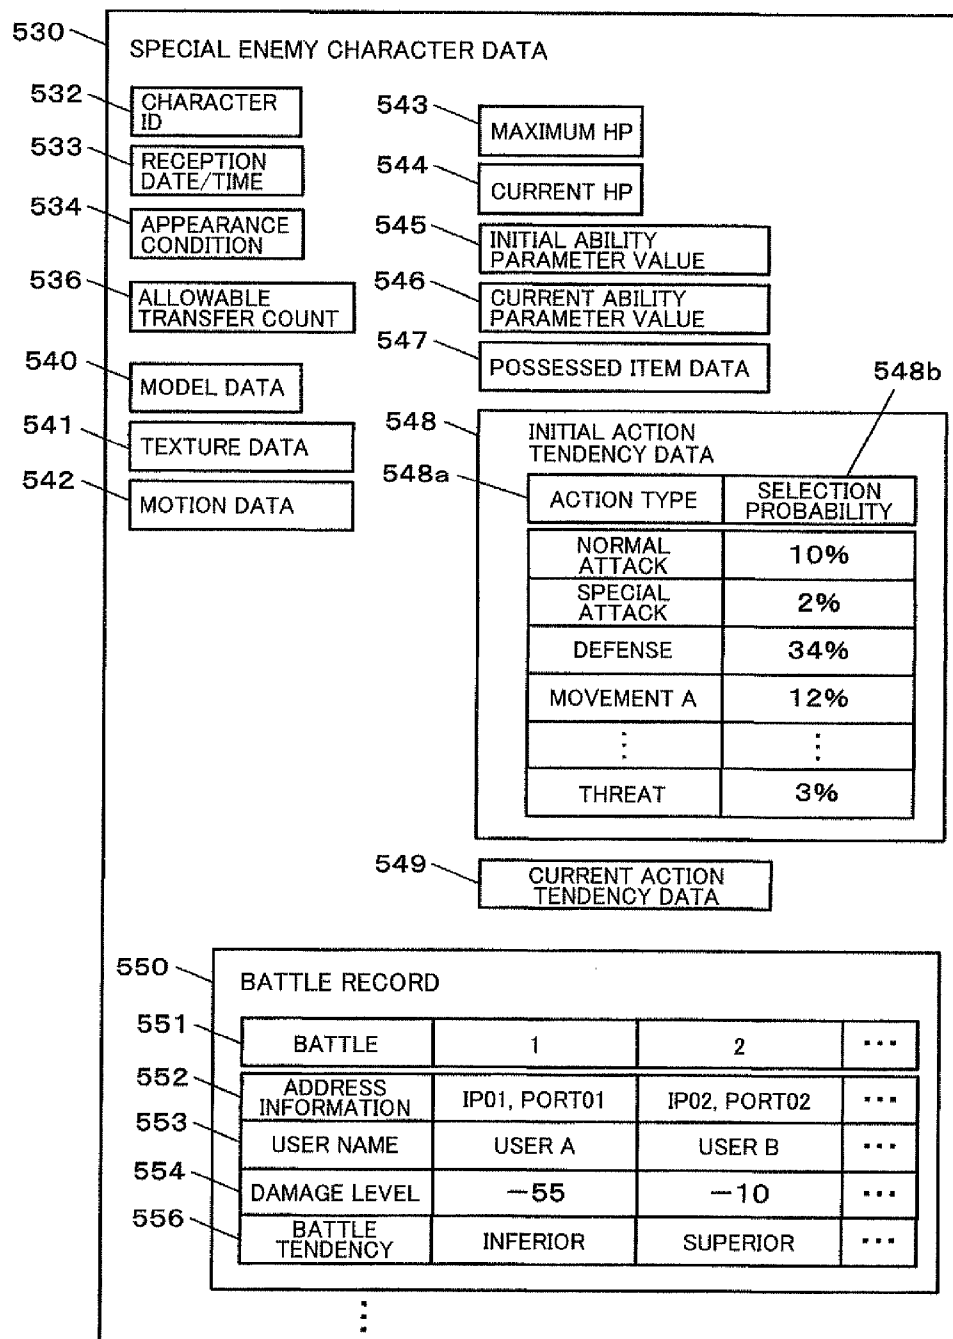 530
SPECIAL ENEMY CHARACTER DATA
532
CHARACTER
ID
533
RECEPTION
DATE/TIME
534
APPEARANCE
CONDITION
536
ALLOWABLE
TRANSFER COUNT
540
MODEL DATA
541
TEXTURE DATA
542
MOTION DATA
543
MAXIMUM HP
544
CURRENT HP
545
INITIAL ABILITY
PARAMETER VALUE
546
CURRENT ABILITY
PARAMETER VALUE
547
POSSESSED ITEM DATA
548
INITIAL ACTION
TENDENCY DATA
548a
548b
ACTION TYPE
SELECTION
PROBABILITY
NORMAL
ATTACK
10%
SPECIAL
ATTACK
2%
DEFENSE
34%
MOVEMENT A
12%
⋮
⋮
THREAT
3%
549
CURRENT ACTION
TENDENCY DATA
550
BATTLE RECORD
551
BATTLE
1
2
...
552
ADDRESS
INFORMATION
IP01, PORT01
IP02, PORT02
...
553
USER NAME
USER A
USER B
...
554
DAMAGE LEVEL
−55
−10
...
556
BATTLE
TENDENCY
INFERIOR
SUPERIOR
...
⋮